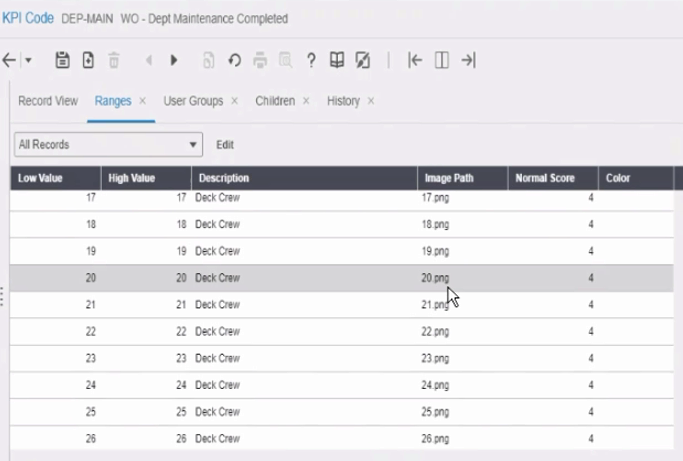 KPI Code DEP-MAIN WO - Dept Maintenance Completed
?
Record View Ranges × User Groups × Children × History ×
All Records Edit
Low Value High Value Description Image Path Normal Score Color
17 17 Deck Crew 17.png 4
18 18 Deck Crew 18.png 4
19 19 Deck Crew 19.png 4
20 20 Deck Crew 20.png 4
21 21 Deck Crew 21.png 4
22 22 Deck Crew 22.png 4
23 23 Deck Crew 23.png 4
24 24 Deck Crew 24.png 4
25 25 Deck Crew 25.png 4
26 26 Deck Crew 26.png 4